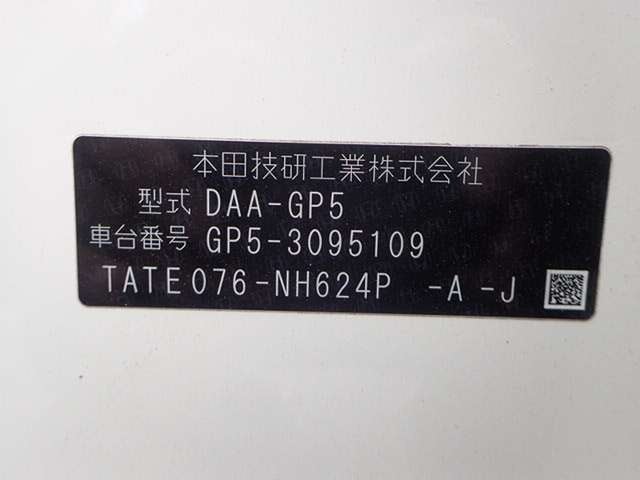 本田技研工業株式会社
型式 DAA-GP5
車台番号 GP5-3095109
TATE076-NH624P -A -J